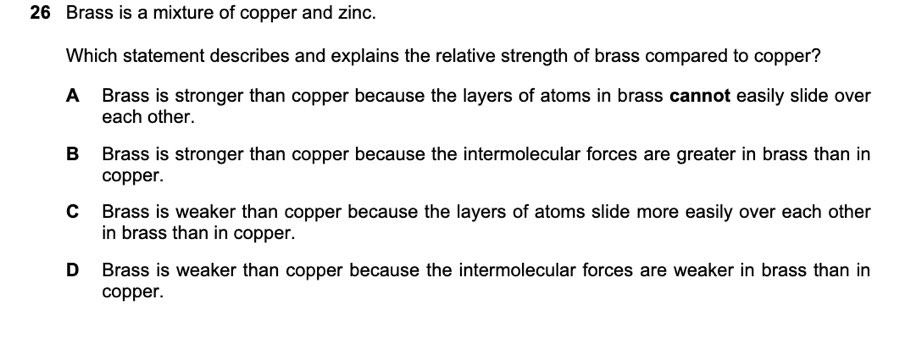 26 Brass is a mixture of copper and zinc.
Which statement describes and explains the relative strength of brass compared to copper?
A Brass is stronger than copper because the layers of atoms in brass cannot easily slide over
each other.
B Brass is stronger than copper because the intermolecular forces are greater in brass than in
copper.
C Brass is weaker than copper because the layers of atoms slide more easily over each other
in brass than in copper.
D Brass is weaker than copper because the intermolecular forces are weaker in brass than in
copper.